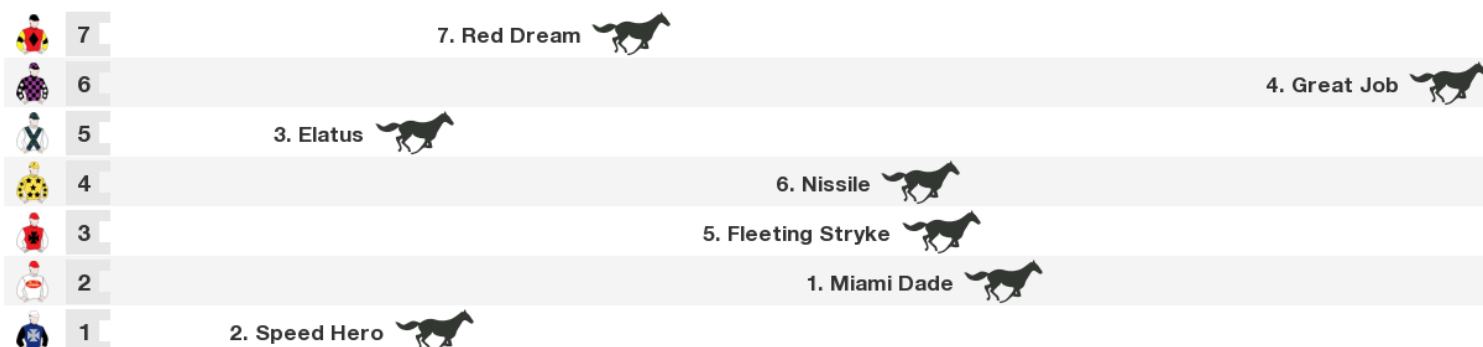 7 7. Red Dream
6 4. Great Job
5 3. Elatus
4 6. Nissile
3 5. Fleeting Stryke
2 1. Miami Dade
1 2. Speed Hero